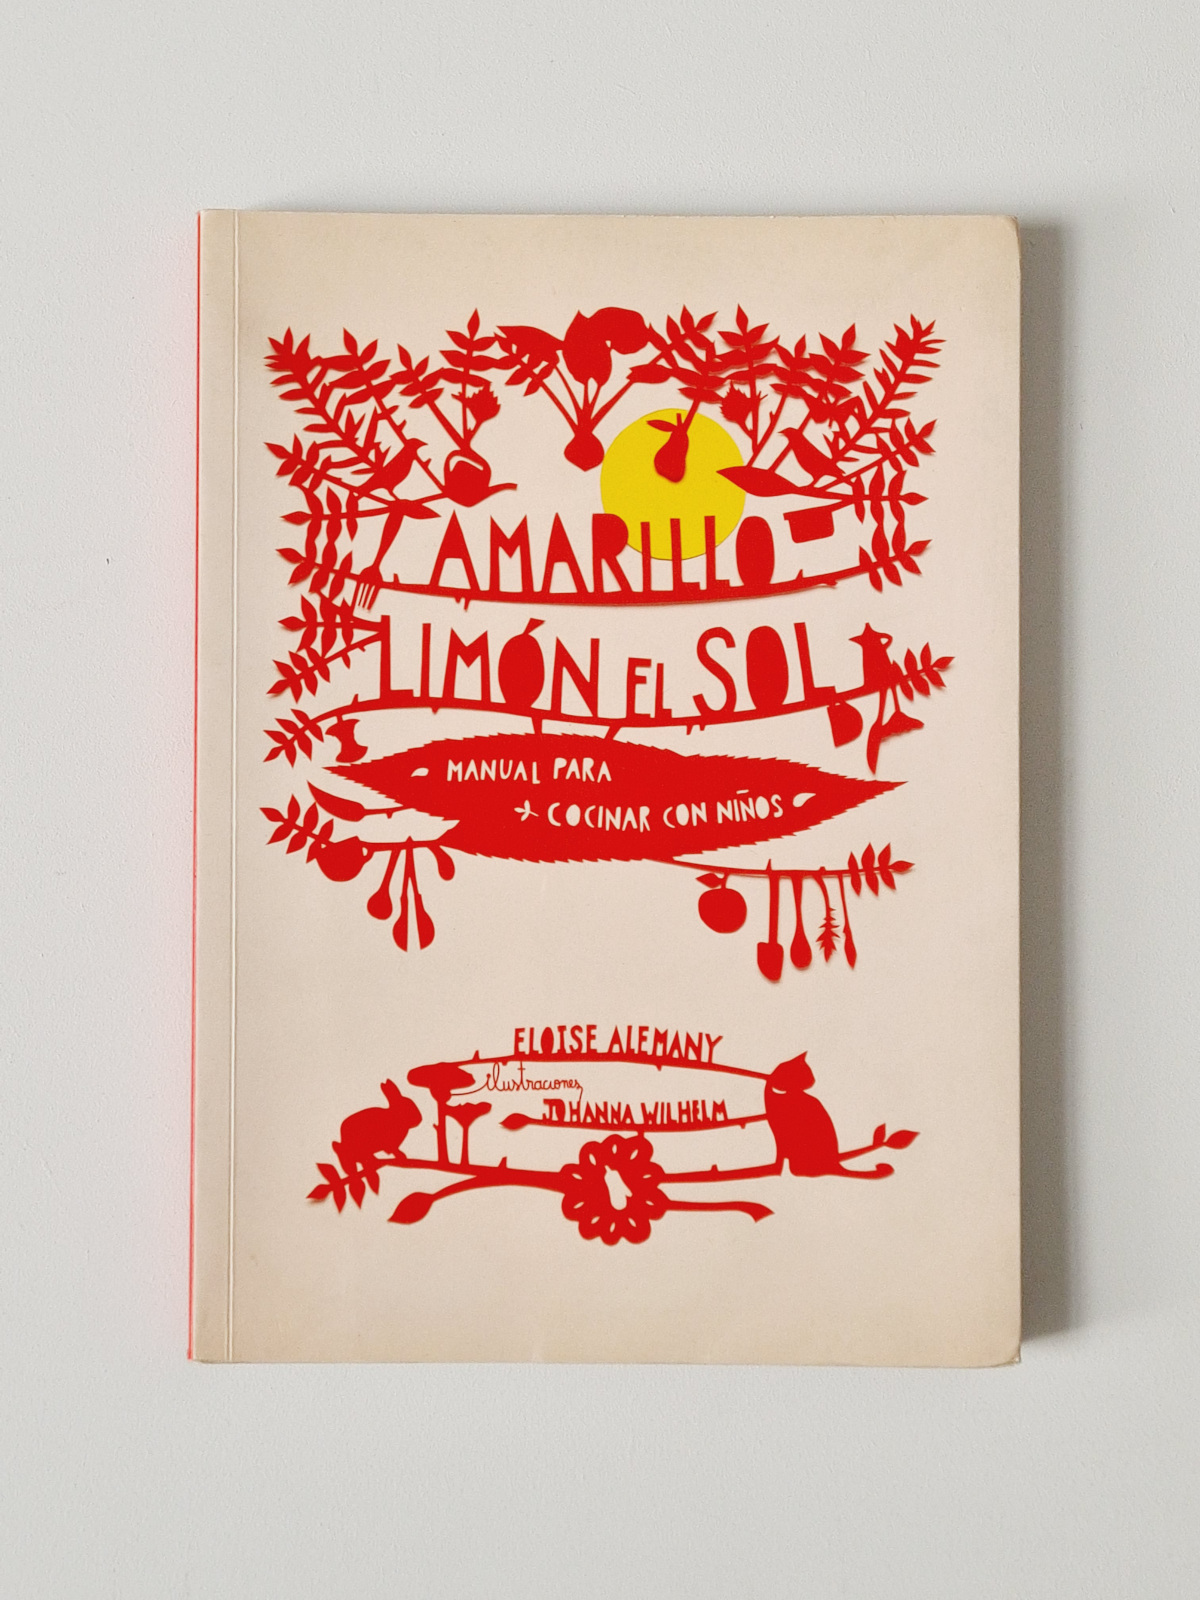 AMARILLO
LIMÓN EL SOL
MANUAL PARA
COCINAR CON NIÑOS
ELOISE ALEMANY
ilustraciones
JOHANNA WILHELM